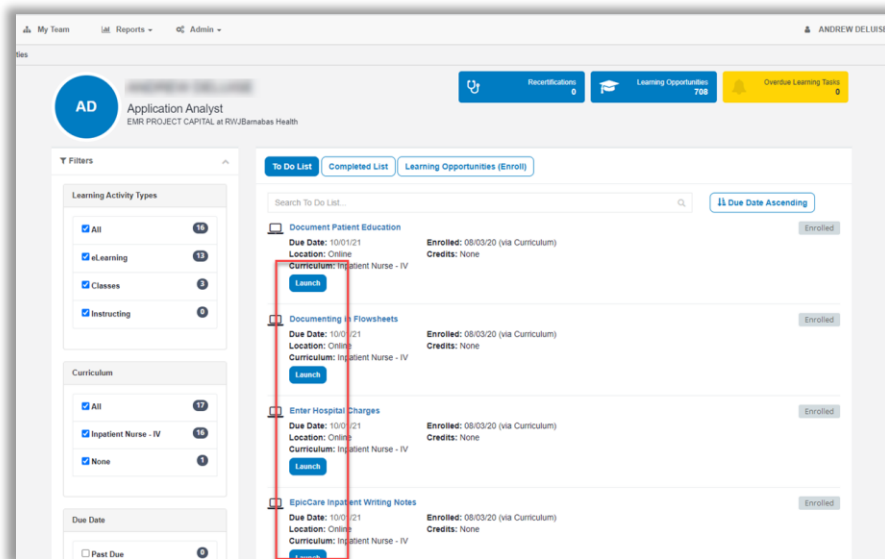 My Team Reports Admin ANDREW DELUISE
ties
AD
Application Analyst
EMR PROJECT CAPITAL at RWJBarnabas Health
Recertifications
0
Learning Opportunities
708
Overdue Learning Tasks
0
Filters
Learning Activity Types
All 16
eLearning 13
Classes 3
Instructing 0
Curriculum
All 17
Inpatient Nurse - IV 16
None 1
Due Date
Past Due 0
To Do List Completed List Learning Opportunities (Enroll)
Search To Do List... Due Date Ascending
Document Patient Education Enrolled
Due Date: 10/01/21 Enrolled: 08/03/20 (via Curriculum)
Location: Online Credits: None
Curriculum: Inpatient Nurse - IV
Launch
Documenting in Flowsheets Enrolled
Due Date: 10/01/21 Enrolled: 08/03/20 (via Curriculum)
Location: Online Credits: None
Curriculum: Inpatient Nurse - IV
Launch
Enter Hospital Charges Enrolled
Due Date: 10/01/21 Enrolled: 08/03/20 (via Curriculum)
Location: Online Credits: None
Curriculum: Inpatient Nurse - IV
Launch
EpicCare Inpatient Writing Notes Enrolled
Due Date: 10/01/21 Enrolled: 08/03/20 (via Curriculum)
Location: Online Credits: None
Curriculum: Inpatient Nurse - IV
Launch